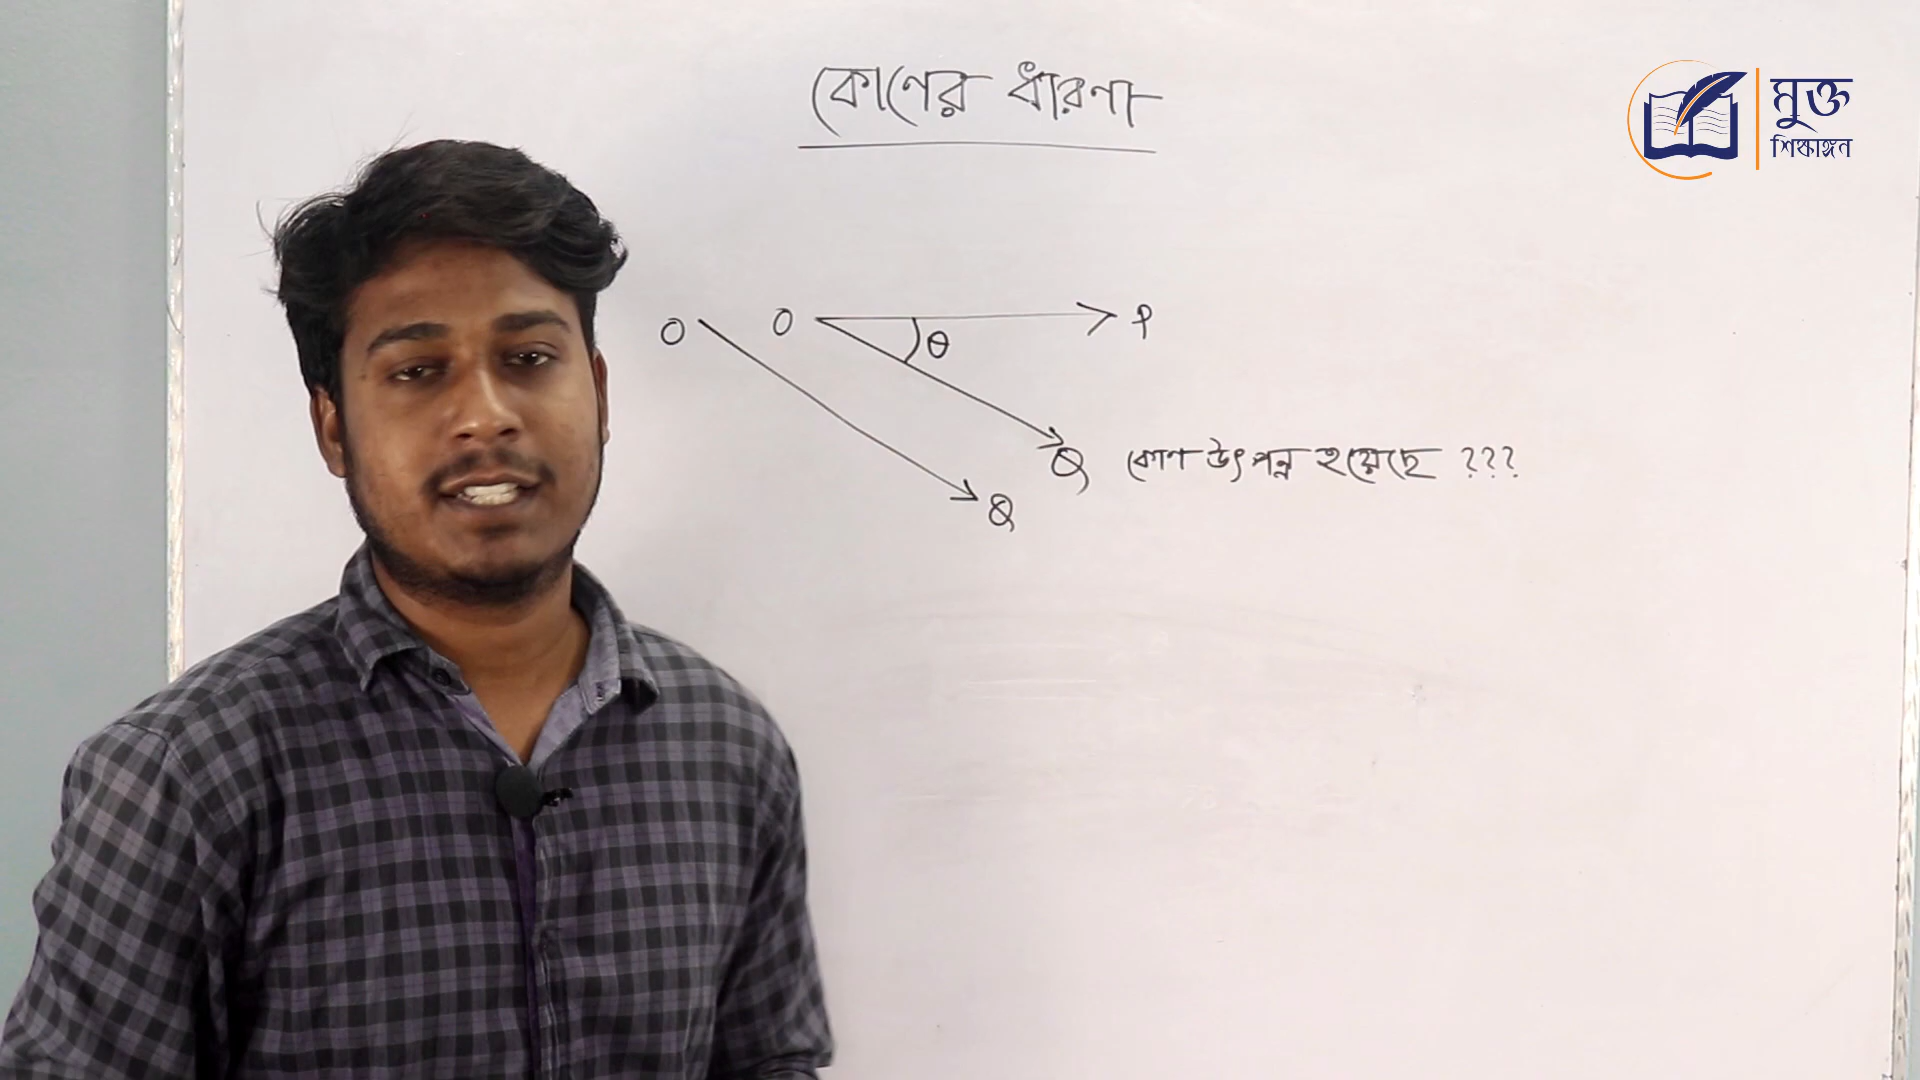 কোণের ধারণা
মুক্ত
শিক্ষাঙ্গন
O O θ P
Q কোণ উৎপন্ন হয়েছে ???
Q